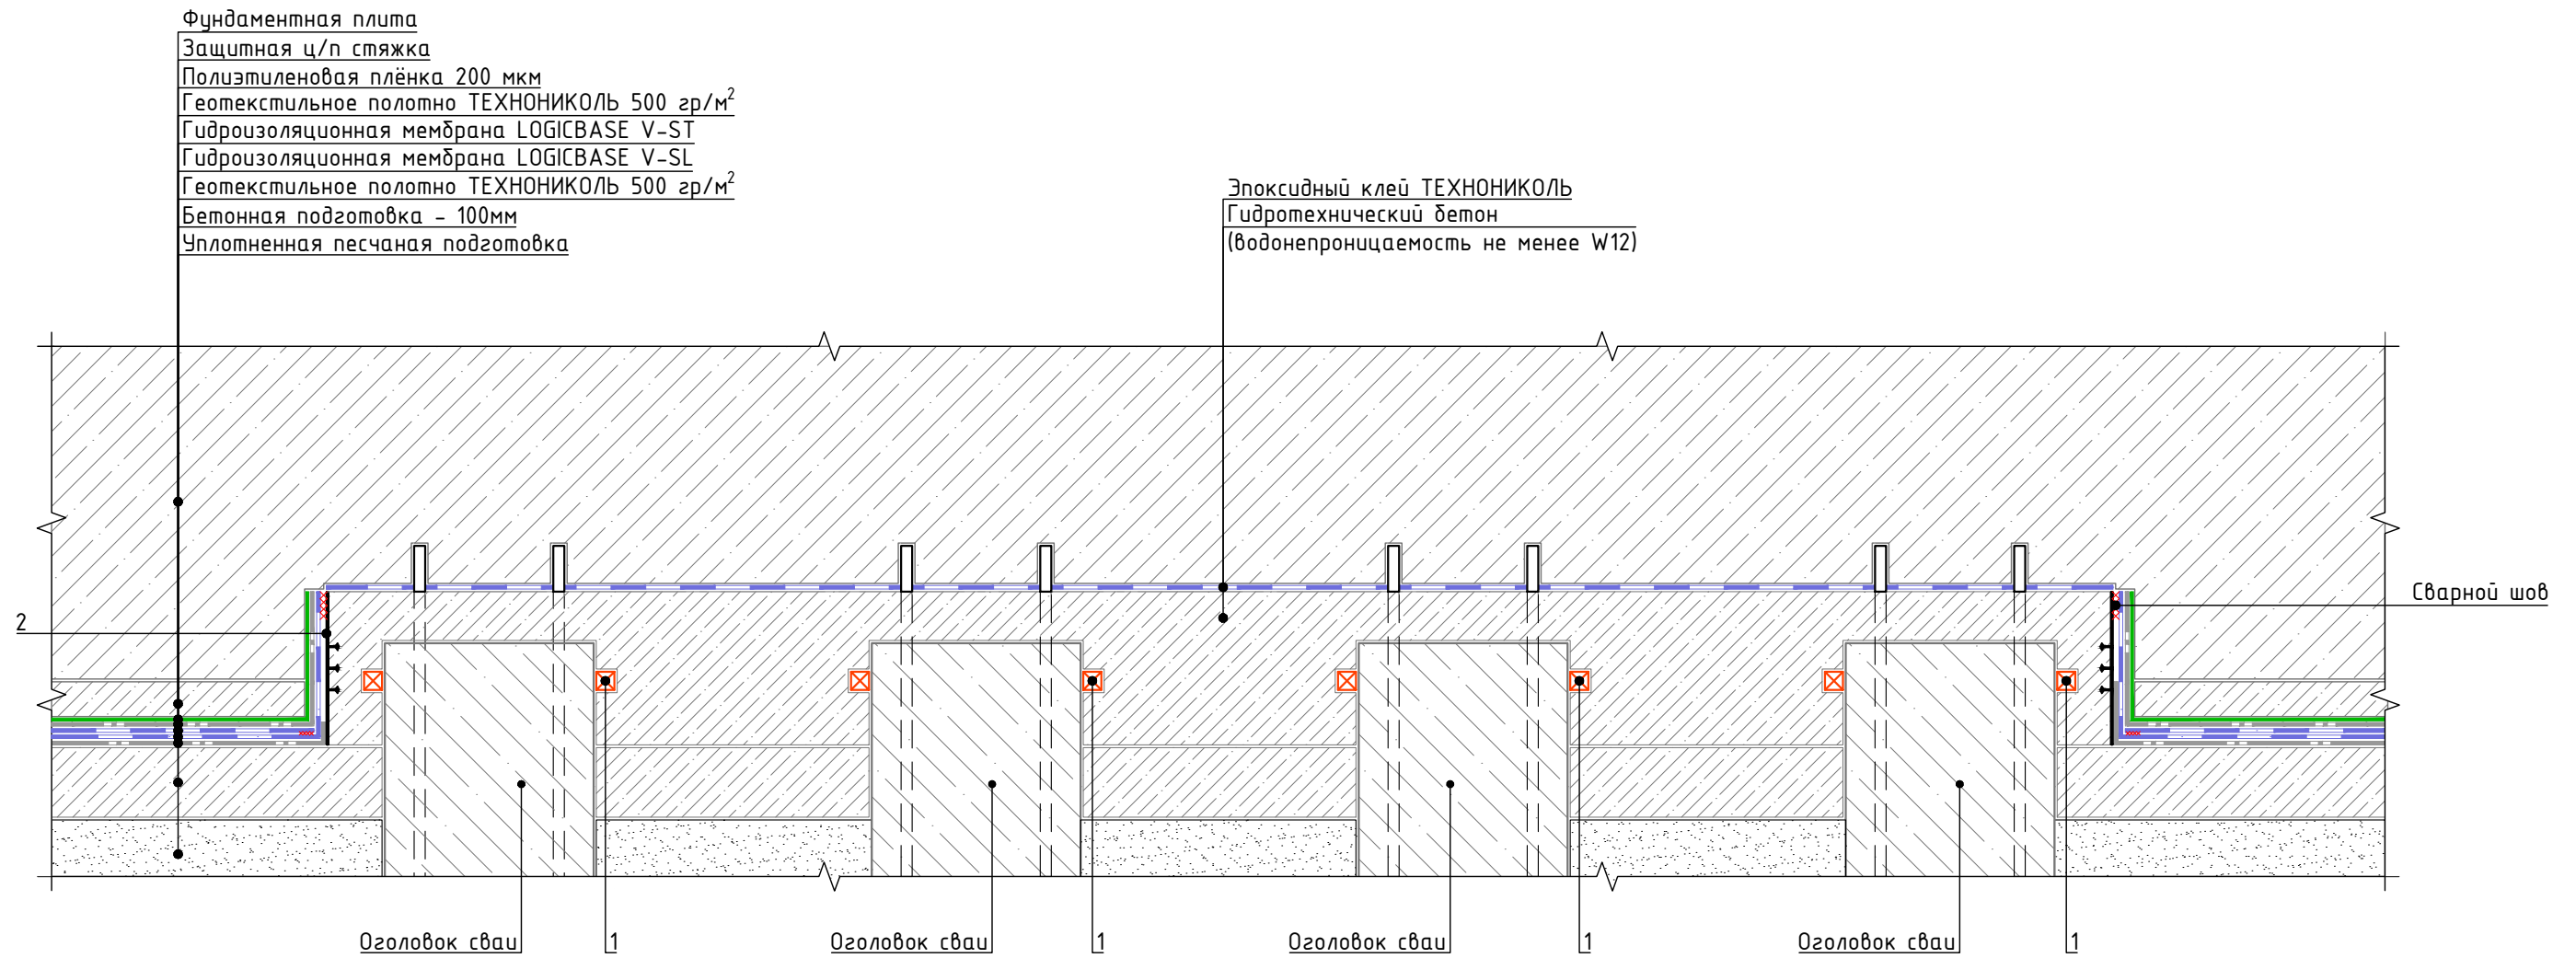 Фундаментная плита
Защитная ц/п стяжка
Полиэтиленовая плёнка 200 мкм
Геотекстильное полотно ТЕХНОНИКОЛЬ 500 гр/м²
Гидроизоляционная мембрана LOGICBASE V-ST
Гидроизоляционная мембрана LOGICBASE V-SL
Геотекстильное полотно ТЕХНОНИКОЛЬ 500 гр/м²
Бетонная подготовка - 100мм
Уплотненная песчаная подготовка
Эпоксидный клей ТЕХНОНИКОЛЬ
Гидротехнический бетон
(водонепроницаемость не менее W12)
Сварной шов
2
Оголовок сваи
1
Оголовок сваи
1
Оголовок сваи
1
Оголовок сваи
1